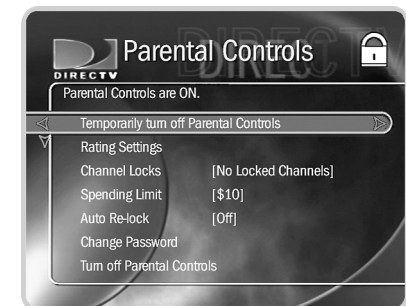 DIRECTV
Parental Controls
Parental Controls are ON.
Temporarily turn off Parental Controls
Rating Settings
Channel Locks [No Locked Channels]
Spending Limit [$10]
Auto Re-lock [Off]
Change Password
Turn off Parental Controls